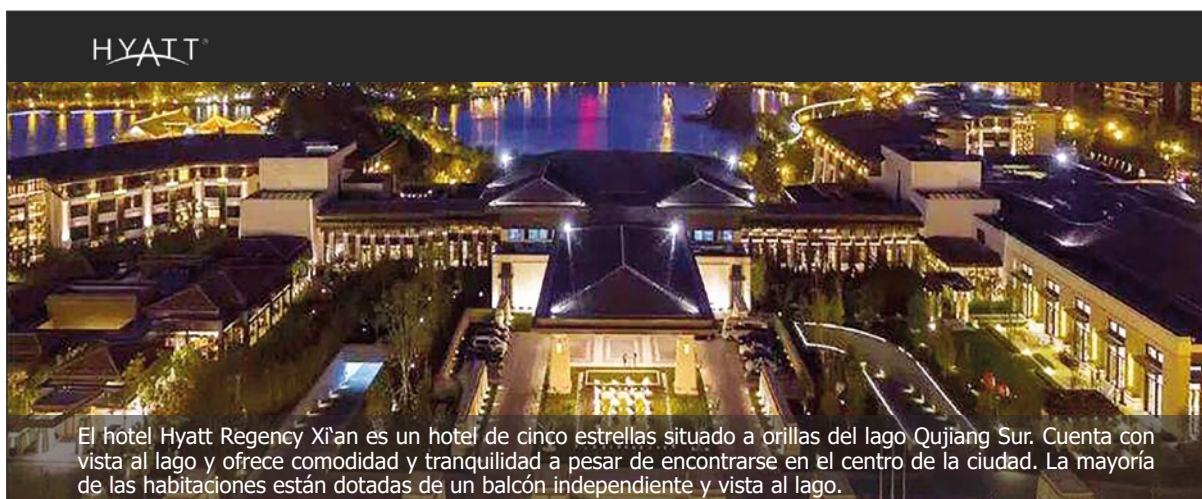 HYATT®
El hotel Hyatt Regency Xi‘an es un hotel de cinco estrellas situado a orillas del lago Qujiang Sur. Cuenta con
vista al lago y ofrece comodidad y tranquilidad a pesar de encontrarse en el centro de la ciudad. La mayoría
de las habitaciones están dotadas de un balcón independiente y vista al lago.